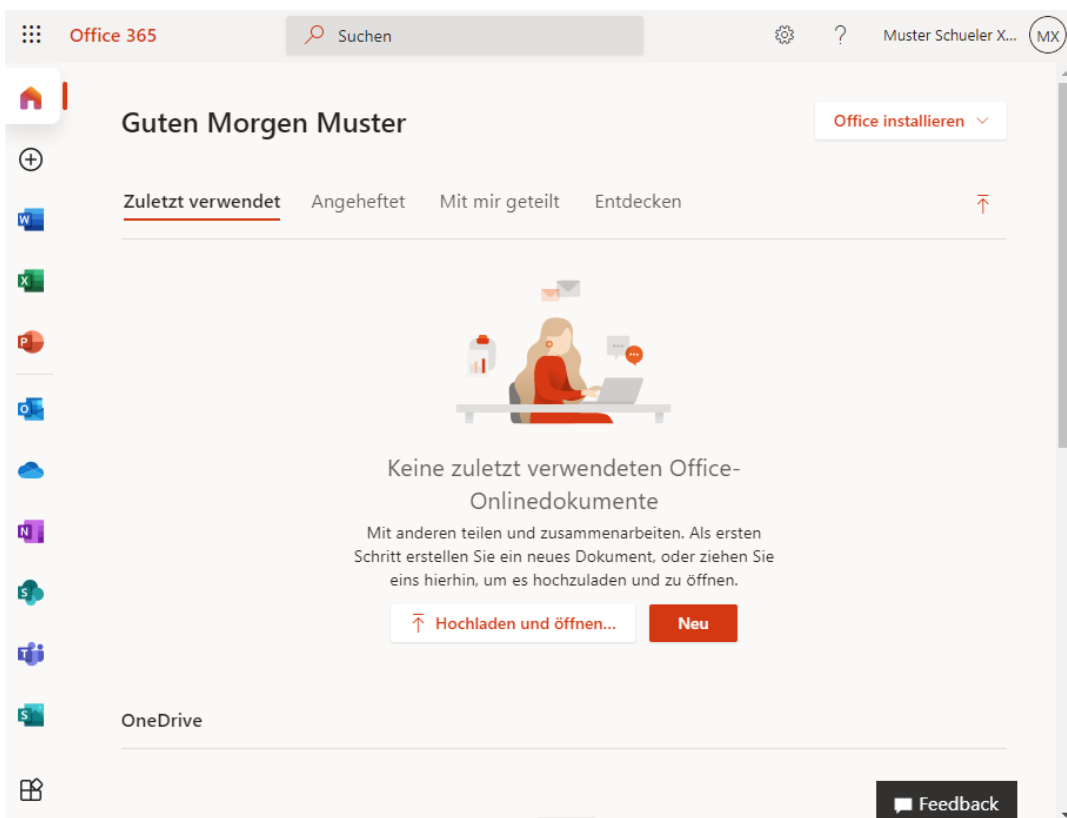 Office 365
Suchen
?
Muster Schueler X...
MX
Guten Morgen Muster
Office installieren
Zuletzt verwendet
Angeheftet
Mit mir geteilt
Entdecken
W
X
P
O
N
S
T
S
Keine zuletzt verwendeten Office-
Onlinedokumente
Mit anderen teilen und zusammenarbeiten. Als ersten
Schritt erstellen Sie ein neues Dokument, oder ziehen Sie
eins hierhin, um es hochzuladen und zu öffnen.
Hochladen und öffnen...
Neu
OneDrive
Feedback